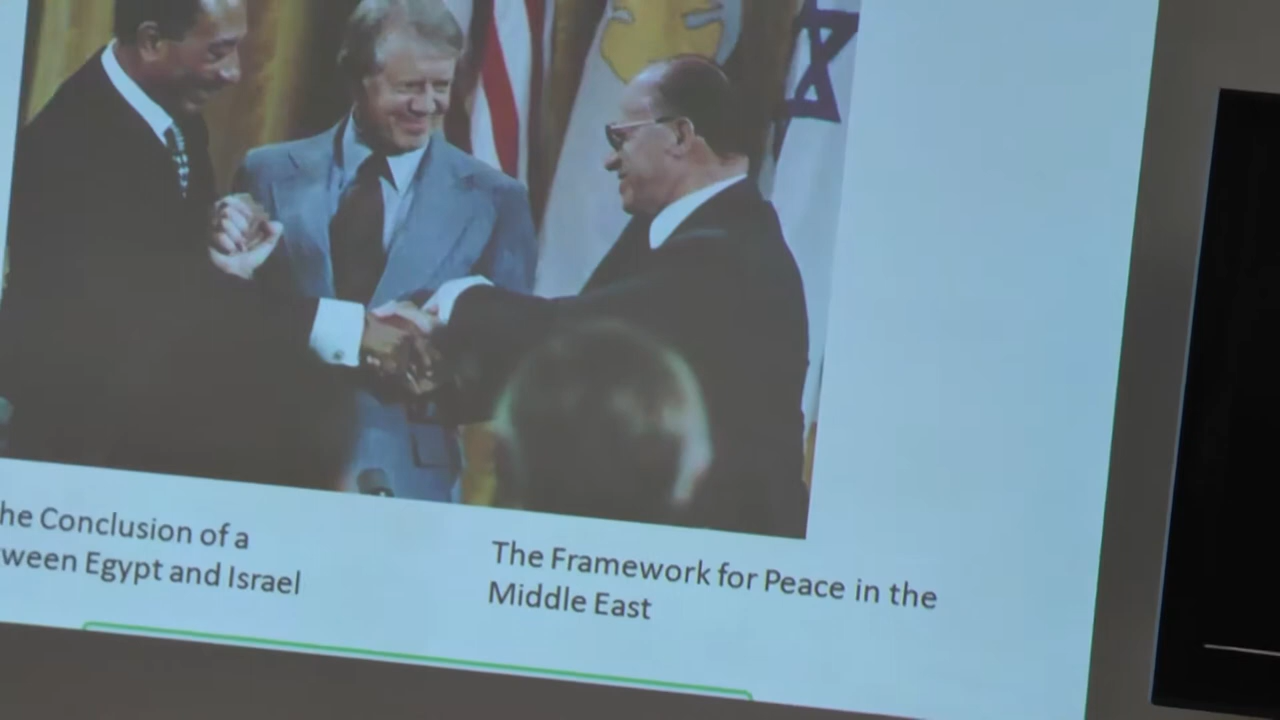 he Conclusion of a
ween Egypt and Israel
The Framework for Peace in the
Middle East